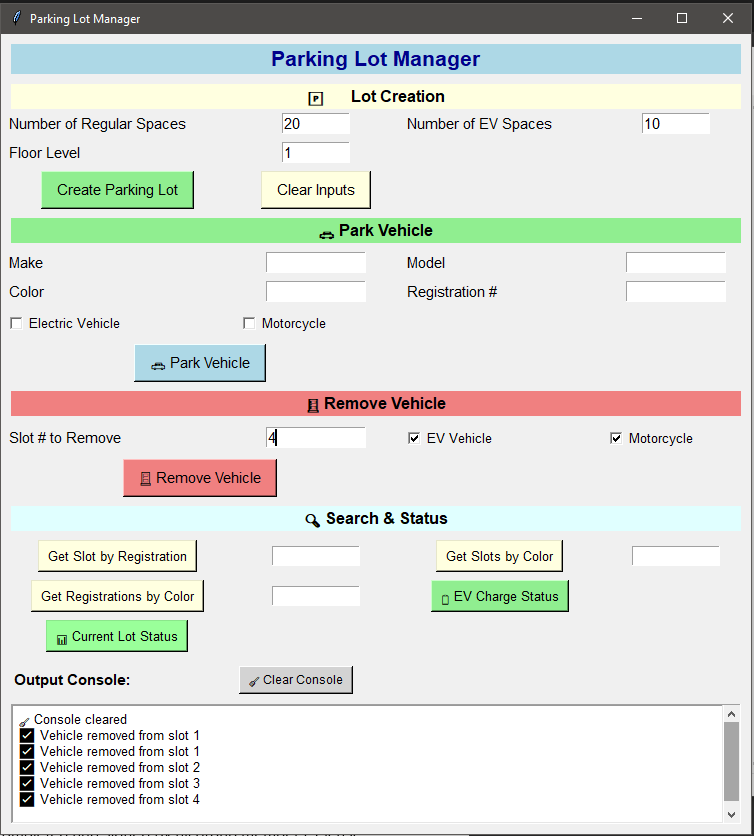 Parking Lot Manager
Parking Lot Manager
P Lot Creation
Number of Regular Spaces 20 Number of EV Spaces 10
Floor Level 1
Create Parking Lot Clear Inputs
Park Vehicle
Make Model
Color Registration #
Electric Vehicle Motorcycle
Park Vehicle
Remove Vehicle
Slot # to Remove 4 EV Vehicle Motorcycle
Remove Vehicle
Search & Status
Get Slot by Registration Get Slots by Color
Get Registrations by Color EV Charge Status
Current Lot Status
Output Console: Clear Console
Console cleared
Vehicle removed from slot 1
Vehicle removed from slot 1
Vehicle removed from slot 2
Vehicle removed from slot 3
Vehicle removed from slot 4